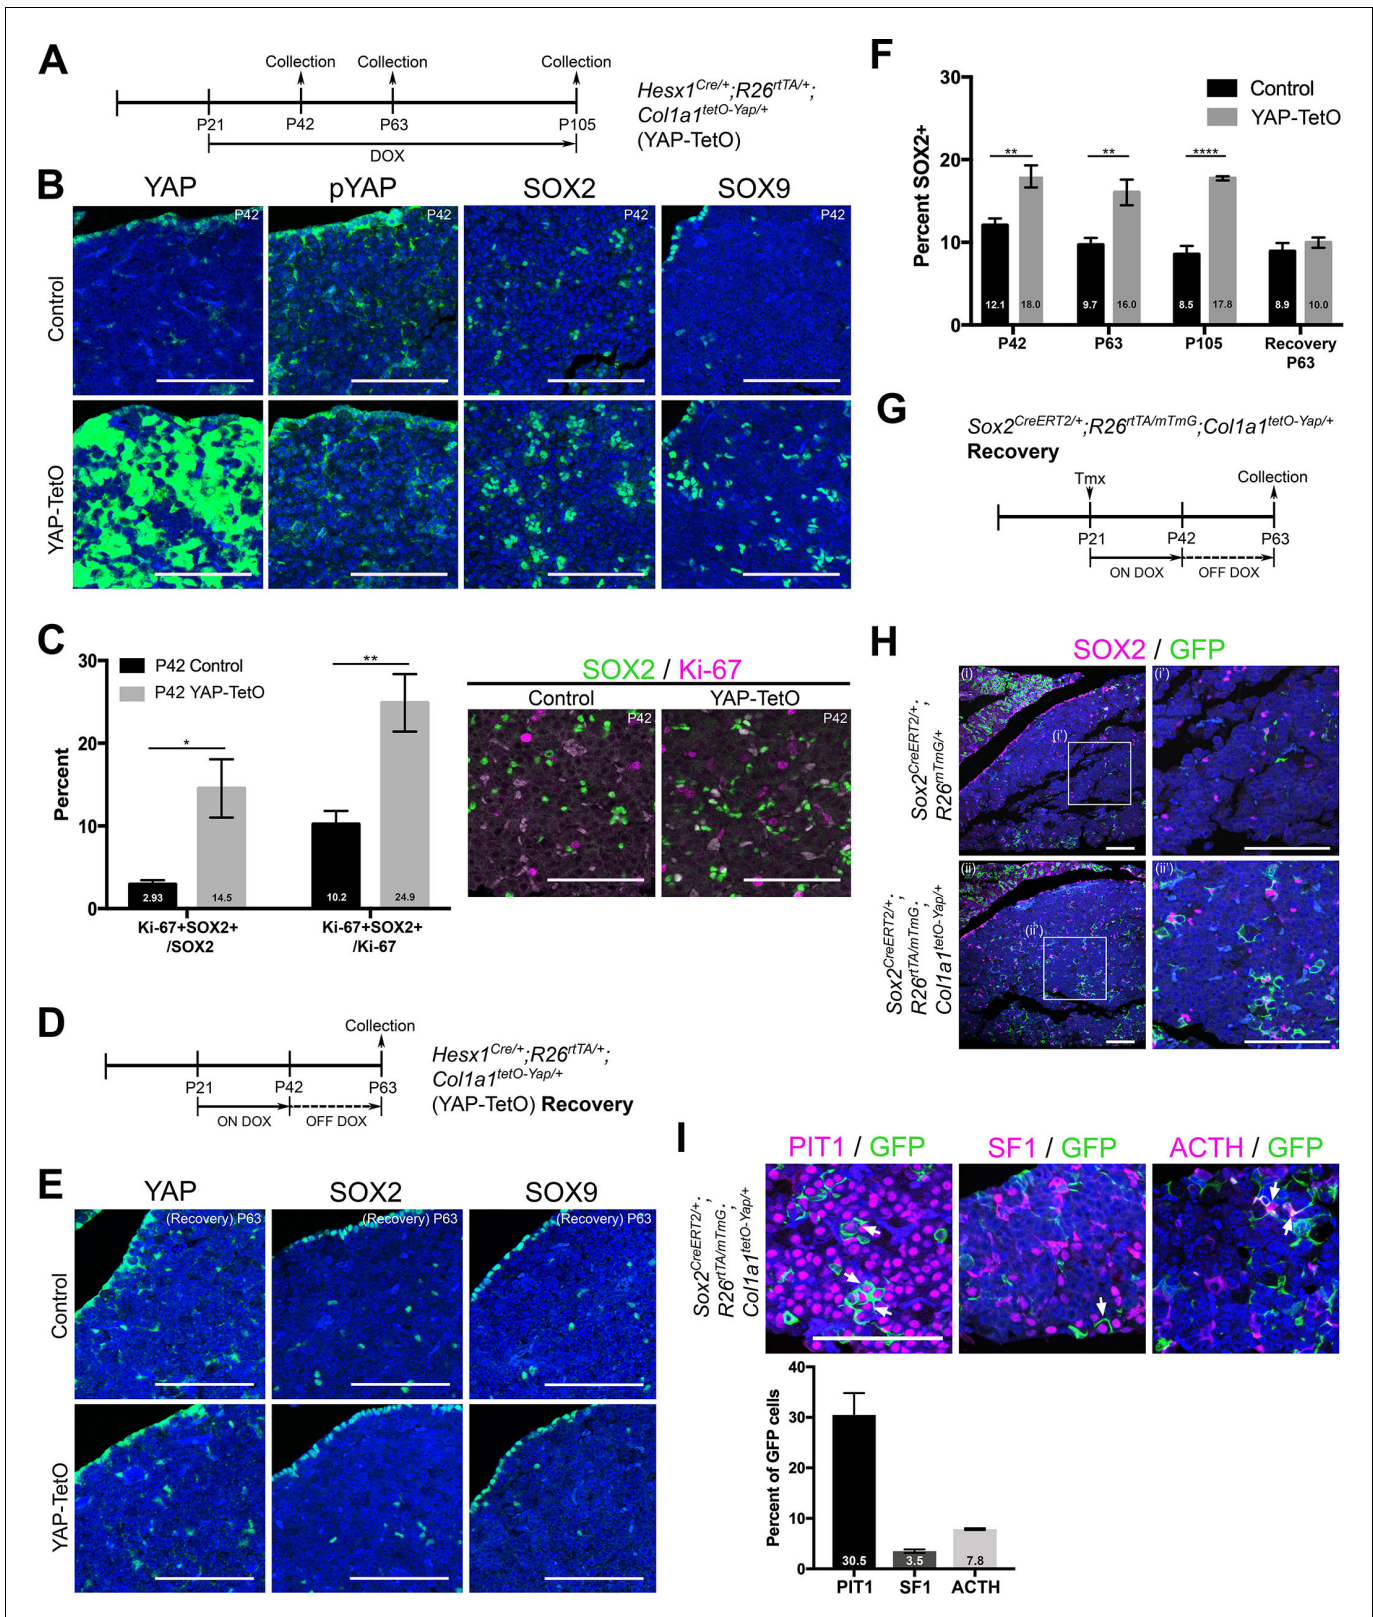 A
Collection
Collection
Collection
P21
P42
P63
P105
DOX
Hesx1Cre/+;R26rtTA/+;
Col1a1tetO-Yap/+
(YAP-TetO)
B
YAP
pYAP
SOX2
SOX9
Control
P42
P42
P42
P42
YAP-TetO
C
30
20
10
0
Percent
P42 Control
P42 YAP-TetO
*
**
2.93
14.5
10.2
24.9
Ki-67+SOX2+
/SOX2
Ki-67+SOX2+
/Ki-67
SOX2 / Ki-67
Control
YAP-TetO
P42
P42
D
Collection
P21
P42
P63
ON DOX
OFF DOX
Hesx1Cre/+;R26rtTA/+;
Col1a1tetO-Yap/+
(YAP-TetO) Recovery
E
YAP
SOX2
SOX9
Control
(Recovery) P63
(Recovery) P63
(Recovery) P63
YAP-TetO
F
30
20
10
0
Percent SOX2+
Control
YAP-TetO
**
**
****
12.1
18.0
9.7
16.0
8.5
17.8
8.9
10.0
P42
P63
P105
Recovery
P63
G
Sox2CreERT2/+;R26rtTA/mTmG;Col1a1tetO-Yap/+
Recovery
Tmx
Collection
P21
P42
P63
ON DOX
OFF DOX
H
SOX2 / GFP
Sox2CreERT2/+;
R26mTmG/+
(i)
(i')
(i')
Sox2CreERT2/+;
R26rtTA/mTmG;
Col1a1tetO-Yap/+
(ii)
(ii')
(ii')
I
PIT1 / GFP
SF1 / GFP
ACTH / GFP
Sox2CreERT2/+;
R26rtTA/mTmG;
Col1a1tetO-Yap/+
40
30
20
10
0
Percent of GFP cells
30.5
3.5
7.8
PIT1
SF1
ACTH